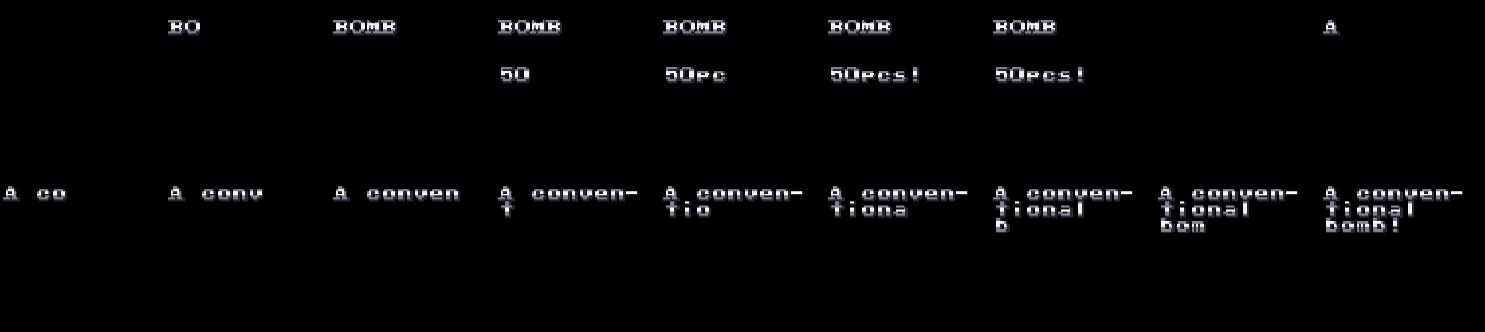 BO BOMB BOMB BOMB BOMB BOMB A
50 50pc 50pcs! 50pcs!
A co A conv A conven A conven- A conven- A conven- A conven- A conven- A conven-
t tio tiona tional tional tional
b bom bomb!